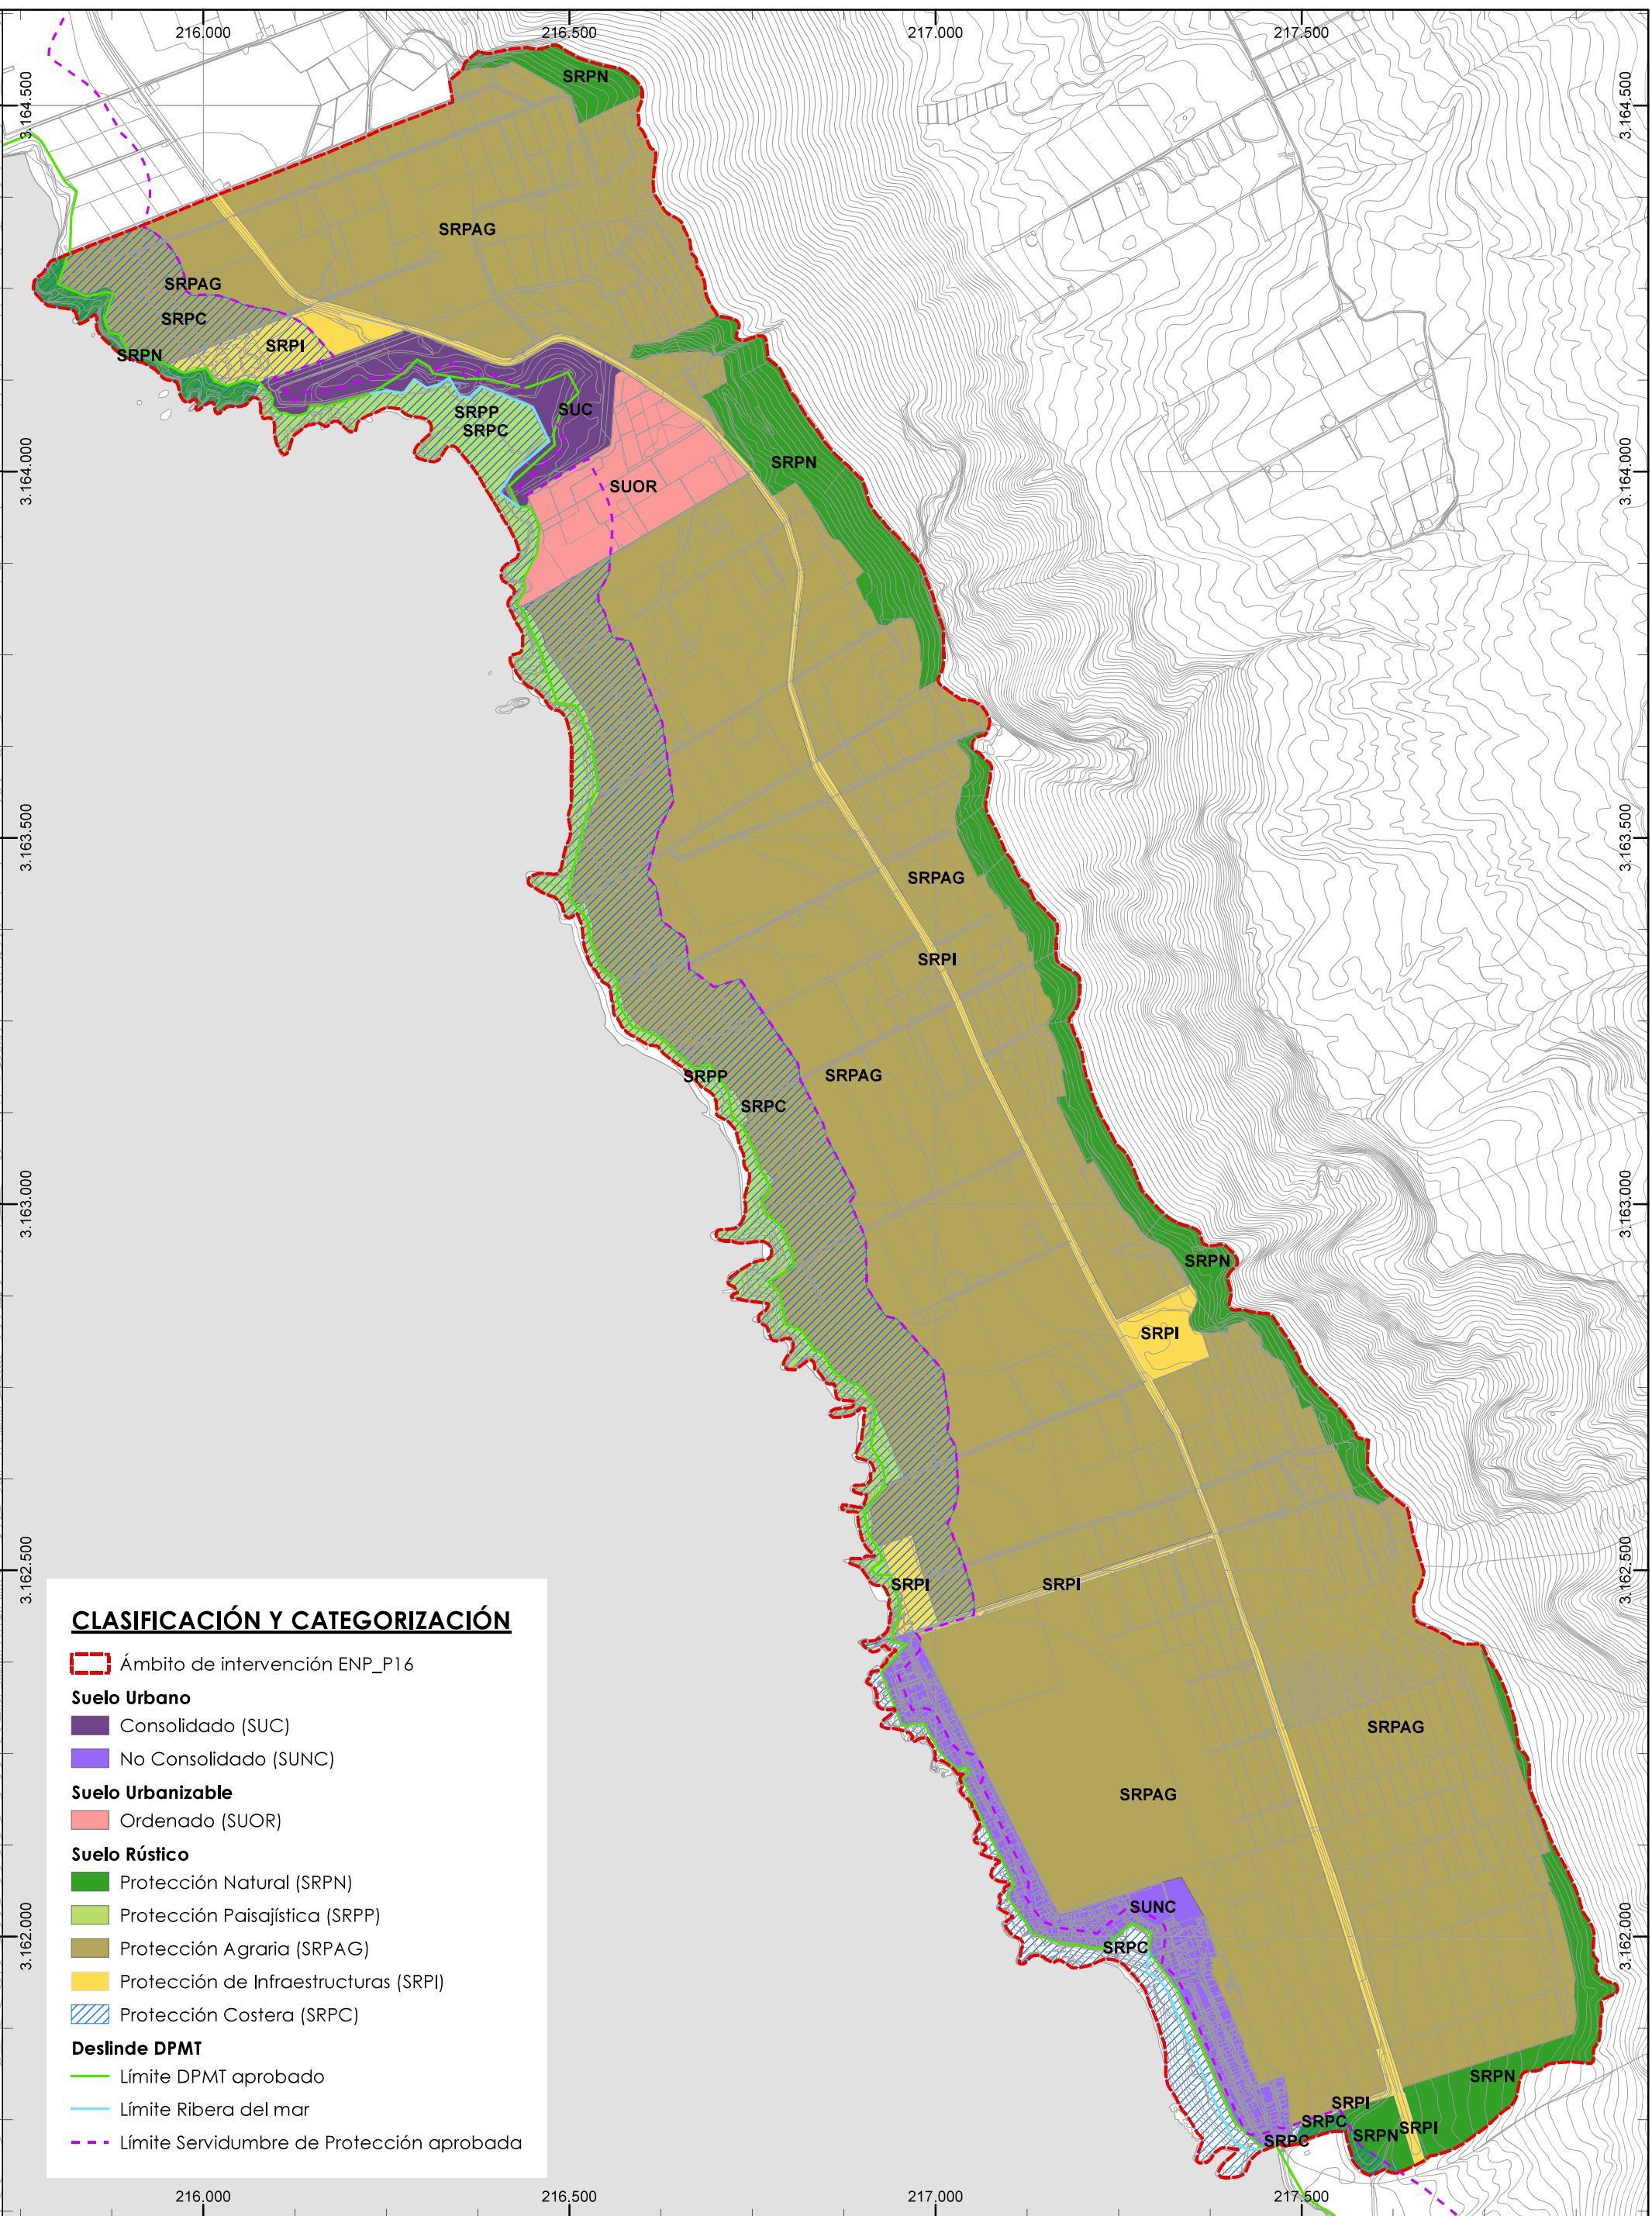 216.000
216.500
217.000
217.500
3.164.500
3.164.500
SRPN
SRPAG
SRPAG
SRPC
SRPI
SRPN
SRPP
SRPC
SUC
SRPN
SUOR
3.164.000
3.164.000
3.163.500
3.163.500
SRPAG
SRPI
SRPP
SRPAG
SRPC
3.163.000
3.163.000
SRPN
SRPI
3.162.500
3.162.500
SRPI
SRPI
SRPAG
SRPAG
SUNC
SRPC
3.162.000
3.162.000
SRPN
SRPI
SRPC
SRPI
SRPN
SRPC
CLASIFICACIÓN Y CATEGORIZACIÓN
Ámbito de intervención ENP_P16
Suelo Urbano
Consolidado (SUC)
No Consolidado (SUNC)
Suelo Urbanizable
Ordenado (SUOR)
Suelo Rústico
Protección Natural (SRPN)
Protección Paisajística (SRPP)
Protección Agraria (SRPAG)
Protección de Infraestructuras (SRPI)
Protección Costera (SRPC)
Deslinde DPMT
Límite DPMT aprobado
Límite Ribera del mar
Límite Servidumbre de Protección aprobada
216.000
216.500
217.000
217.500